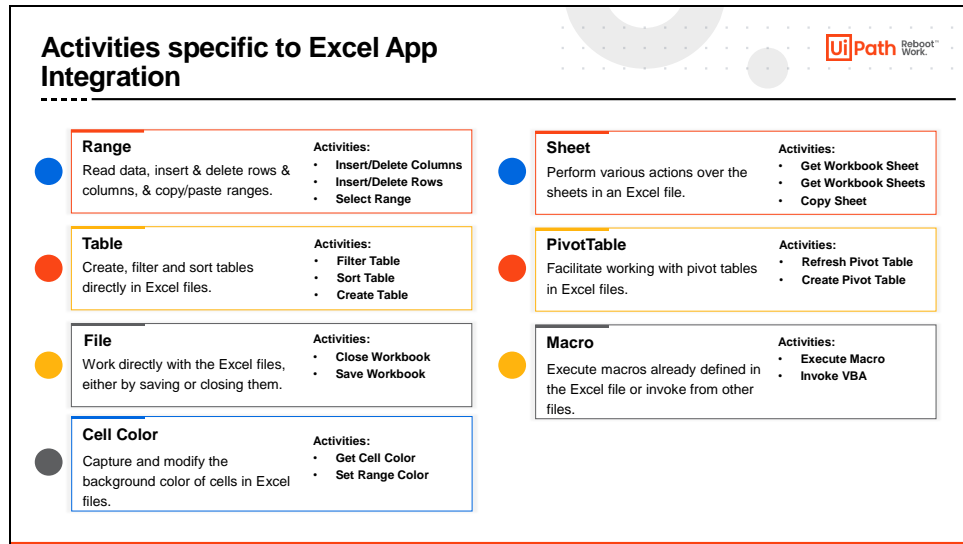 Activities specific to Excel App
Integration
UiPath Reboot™
Work.
Range
Read data, insert & delete rows &
columns, & copy/paste ranges.
Activities:
• Insert/Delete Columns
• Insert/Delete Rows
• Select Range
Sheet
Perform various actions over the
sheets in an Excel file.
Activities:
• Get Workbook Sheet
• Get Workbook Sheets
• Copy Sheet
Table
Create, filter and sort tables
directly in Excel files.
Activities:
• Filter Table
• Sort Table
• Create Table
PivotTable
Facilitate working with pivot tables
in Excel files.
Activities:
• Refresh Pivot Table
• Create Pivot Table
File
Work directly with the Excel files,
either by saving or closing them.
Activities:
• Close Workbook
• Save Workbook
Macro
Execute macros already defined in
the Excel file or invoke from other
files.
Activities:
• Execute Macro
• Invoke VBA
Cell Color
Capture and modify the
background color of cells in Excel
files.
Activities:
• Get Cell Color
• Set Range Color